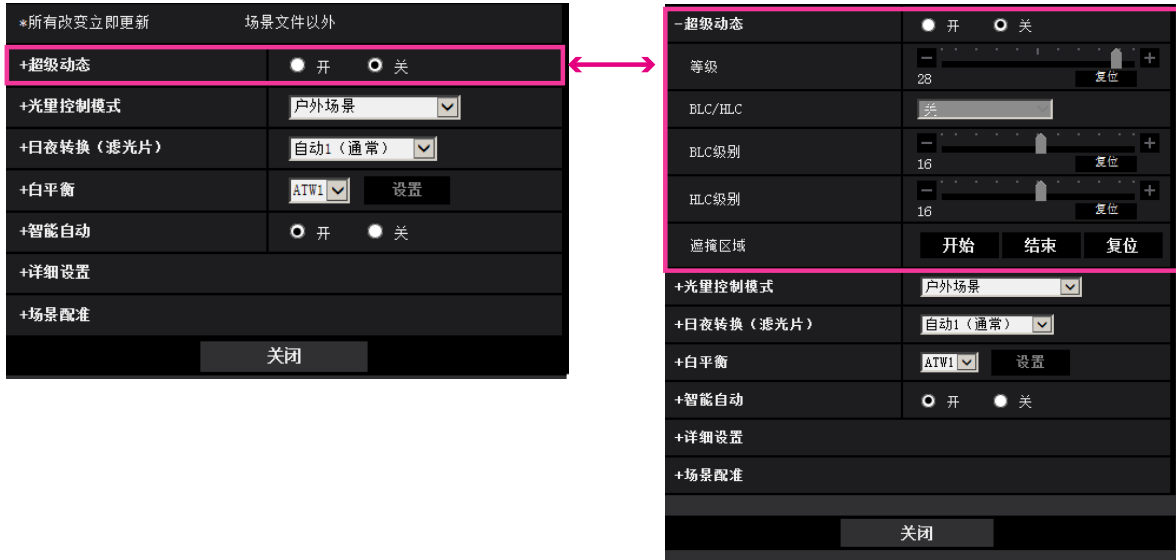 *所有改变立即更新 场景文件以外
+超级动态 开 关
+光里控制模式 户外场景
+日夜转换（滤光片） 自动1（通常）
+白平衡 ATW1 设置
+智能自动 开 关
+详细设置
+场景配准
关闭
-超级动态 开 关
等级 28 复位
BLC/HLC 关
BLC级别 16 复位
HLC级别 16 复位
遮掩区域 开始 结束 复位
+光里控制模式 户外场景
+日夜转换（滤光片） 自动1（通常）
+白平衡 ATW1 设置
+智能自动 开 关
+详细设置
+场景配准
关闭